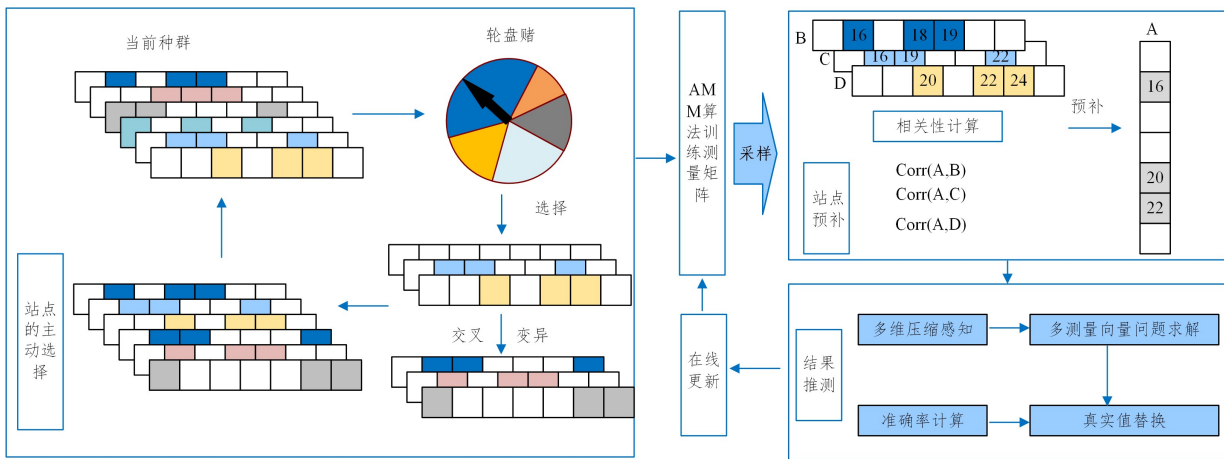 当前种群
轮盘赌
选择
交叉
变异
站点
的主
动选
择
AM
M算
法训
练测
量矩
阵
采样
B
16
18
19
C
16
19
22
D
20
22
24
相关性计算
Corr(A,B)
Corr(A,C)
Corr(A,D)
站点
预补
预补
A
16
20
22
多维压缩感知
多测量向量问题求解
结果
推测
准确率计算
真实值替换
在线
更新